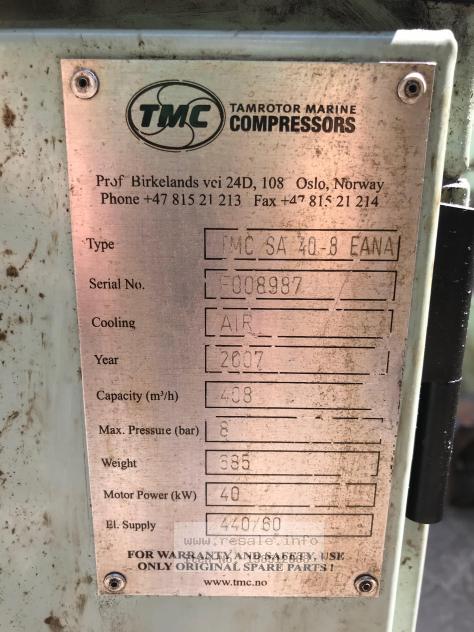 TMC TAMROTOR MARINE
COMPRESSORS
Prof Birkelands vei 24D, 108 Oslo, Norway
Phone +47 815 21 213 Fax +47 815 21 214
Type TMC SA 40-8 EANA
Serial No. 008987
Cooling AIR
Year 2007
Capacity (m³/h) 408
Max. Pressure (bar) 8
Weight
Motor Power (kW) 40
El. Supply 440/60
www.resale.info
FOR WARRANTY AND SAFETY, USE
ONLY ORIGINAL SPARE PARTS !
www.tmc.no